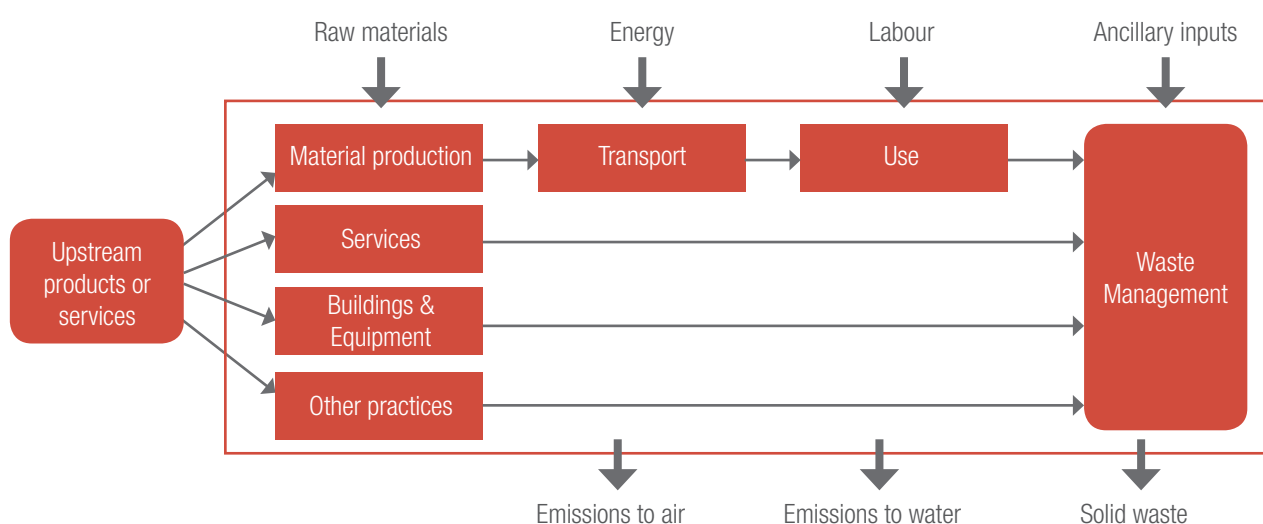 Raw materials
Energy
Labour
Ancillary inputs
Material production
Transport
Use
Services
Buildings &
Equipment
Other practices
Upstream
products or
services
Waste
Management
Emissions to air
Emissions to water
Solid waste